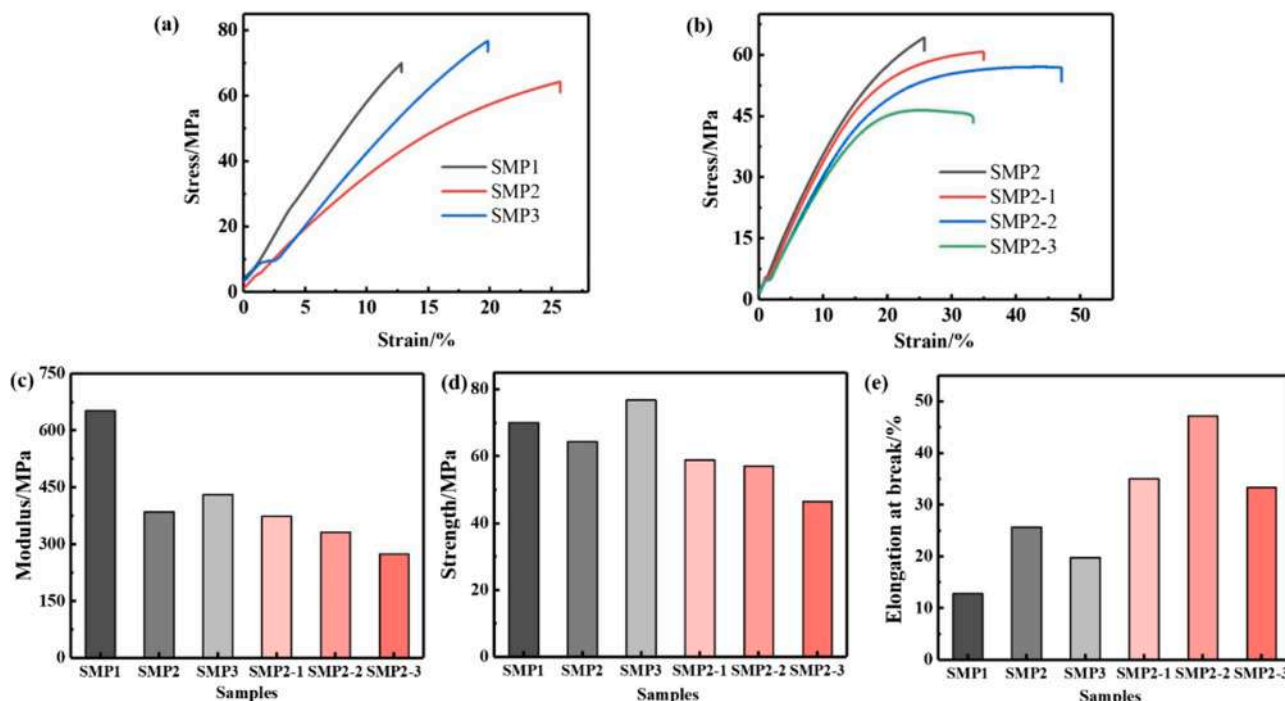 (a)
80
60
40
20
0
0 5 10 15 20 25
Stress/MPa
Strain/%
SMP1
SMP2
SMP3
(b)
60
45
30
15
0
0 10 20 30 40 50
Stress/MPa
Strain/%
SMP2
SMP2-1
SMP2-2
SMP2-3
(c)
750
600
450
300
150
0
Modulus/MPa
SMP1 SMP2 SMP3 SMP2-1 SMP2-2 SMP2-3
Samples
(d)
80
60
40
20
0
Strength/MPa
SMP1 SMP2 SMP3 SMP2-1 SMP2-2 SMP2-3
Samples
(e)
50
40
30
20
10
0
Elongation at break/%
SMP1 SMP2 SMP3 SMP2-1 SMP2-2 SMP2-3
Samples